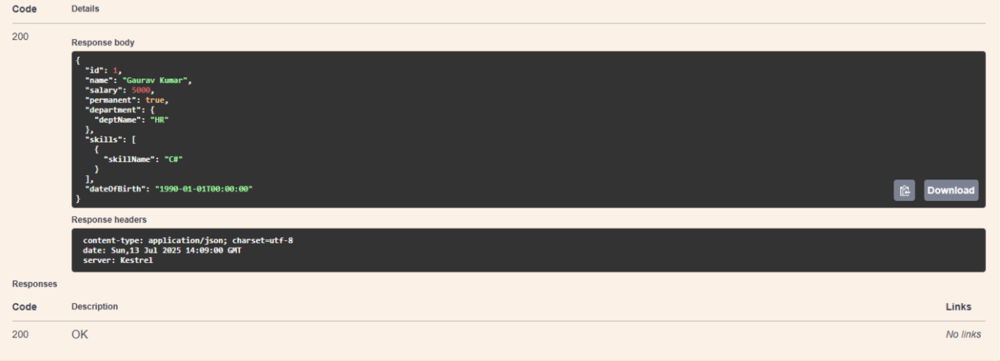 Code Details
200
Response body
{
  "id": 1,
  "name": "Gaurav Kumar",
  "salary": 5000,
  "permanent": true,
  "department": {
    "deptName": "HR"
  },
  "skills": [
    {
      "skillName": "C#"
    }
  ],
  "dateOfBirth": "1990-01-01T00:00:00"
}
Download
Response headers
content-type: application/json; charset=utf-8
date: Sun,13 Jul 2025 14:09:00 GMT
server: Kestrel
Responses
Code Description Links
200 OK No links